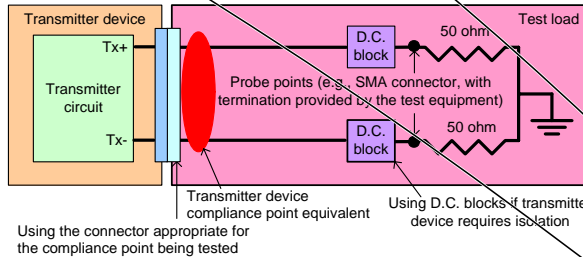 Transmitter device
Test load
Tx+
D.C.
block
50 ohm
Transmitter
circuit
Probe points (e.g., SMA connector, with
termination provided by the test equipment)
Tx-
D.C.
block
50 ohm
Transmitter device
compliance point equivalent
Using D.C. blocks if transmitte
device requires isolation
Using the connector appropriate for
the compliance point being tested